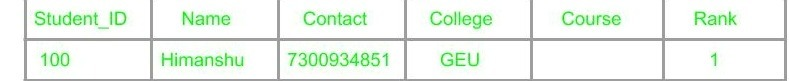 Student_ID Name Contact College Course Rank
100 Himanshu 7300934851 GEU 1